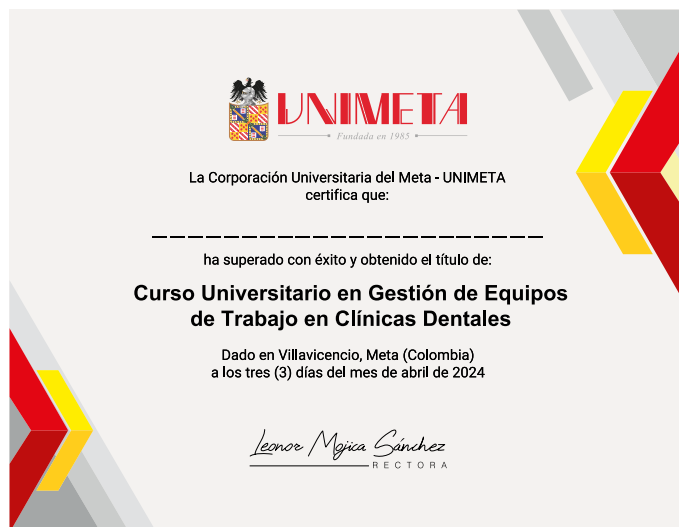 UNIMETA
Fundada en 1985
La Corporación Universitaria del Meta - UNIMETA
certifica que:
ha superado con éxito y obtenido el título de:
Curso Universitario en Gestión de Equipos
de Trabajo en Clínicas Dentales
Dado en Villavicencio, Meta (Colombia)
a los tres (3) días del mes de abril de 2024
Leonor Mojica Sánchez
RECTORA